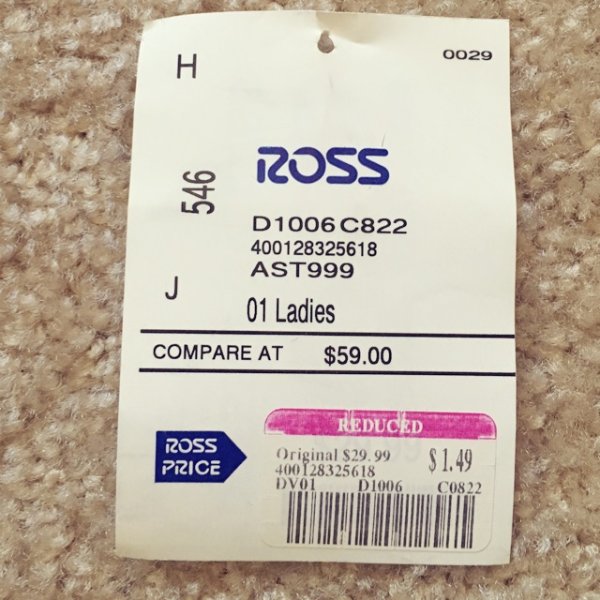 H
0029
546
ROSS
D1006 C822
400128325618
AST999
J
01 Ladies
COMPARE AT $59.00
ROSS
PRICE
REDUCED
Original $29.99
$1.49
400128325618
DV01 D1006 C0822